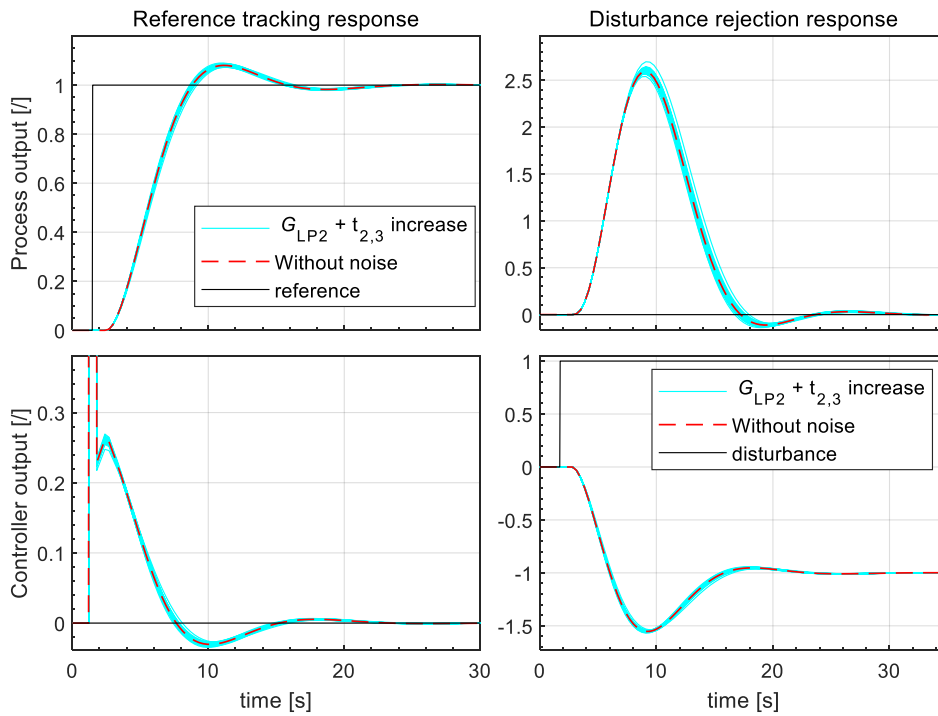 Reference tracking response
Disturbance rejection response
Process output [/]
1
0.8
0.6
0.4
0.2
0
G_LP2 + t_2,3 increase
Without noise
reference
2.5
2
1.5
1
0.5
0
Controller output [/]
0.3
0.2
0.1
0
0
10
20
30
time [s]
1
0.5
0
-0.5
-1
-1.5
G_LP2 + t_2,3 increase
Without noise
disturbance
0
10
20
30
time [s]